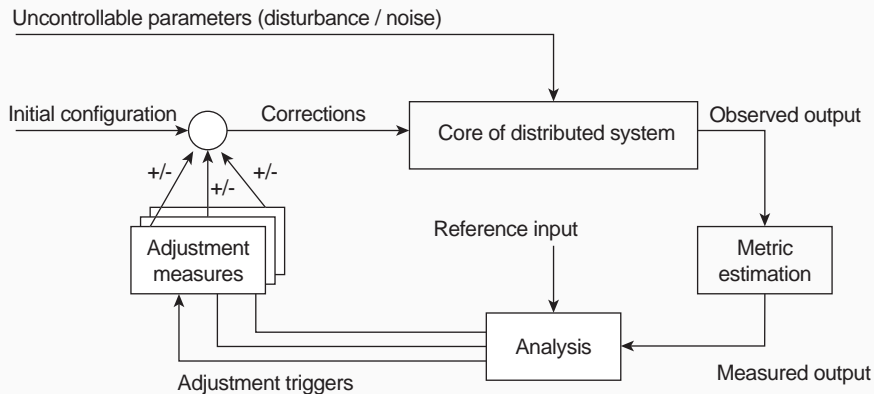 Uncontrollable parameters (disturbance / noise)
Initial configuration
Corrections
Core of distributed system
Observed output
+/-
+/-
+/-
Adjustment
measures
Reference input
Metric
estimation
Analysis
Adjustment triggers
Measured output